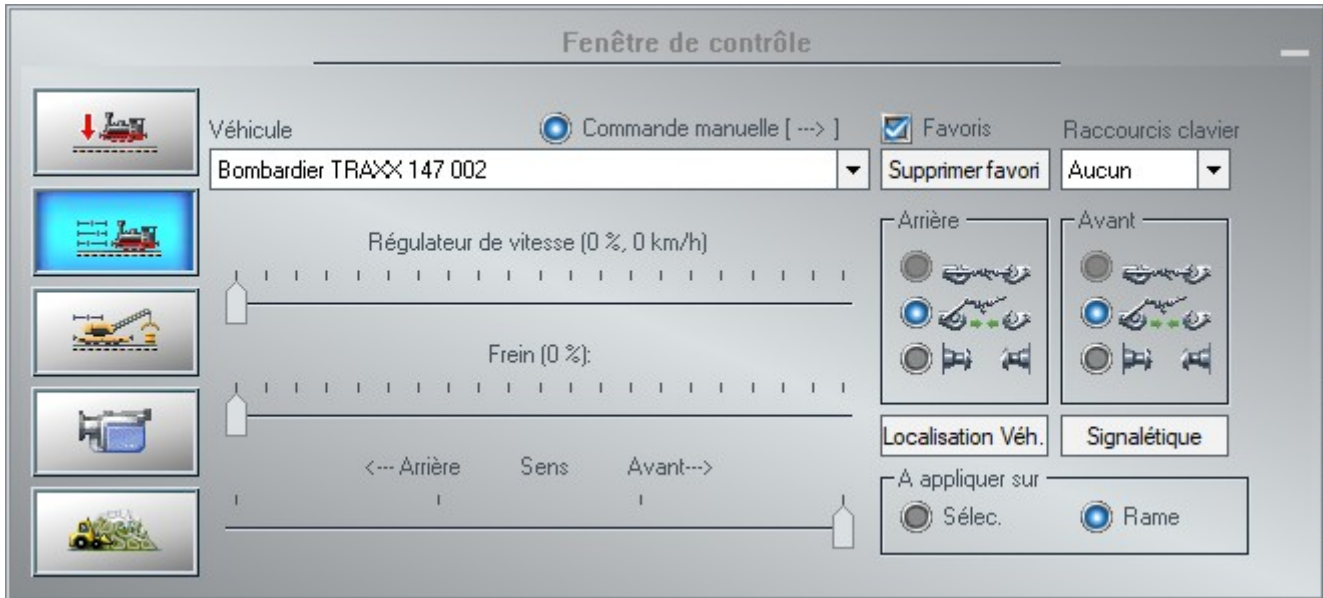 Fenêtre de contrôle
Véhicule
Commande manuelle [ ---> ]
Favoris
Raccourcis clavier
Bombardier TRAXX 147 002
Supprimer favori
Aucun
Régulateur de vitesse (0 %, 0 km/h)
Arrière
Avant
Frein (0 %):
<--- Arrière
Sens
Avant--->
Localisation Véh.
Signalétique
A appliquer sur
Sélec.
Rame